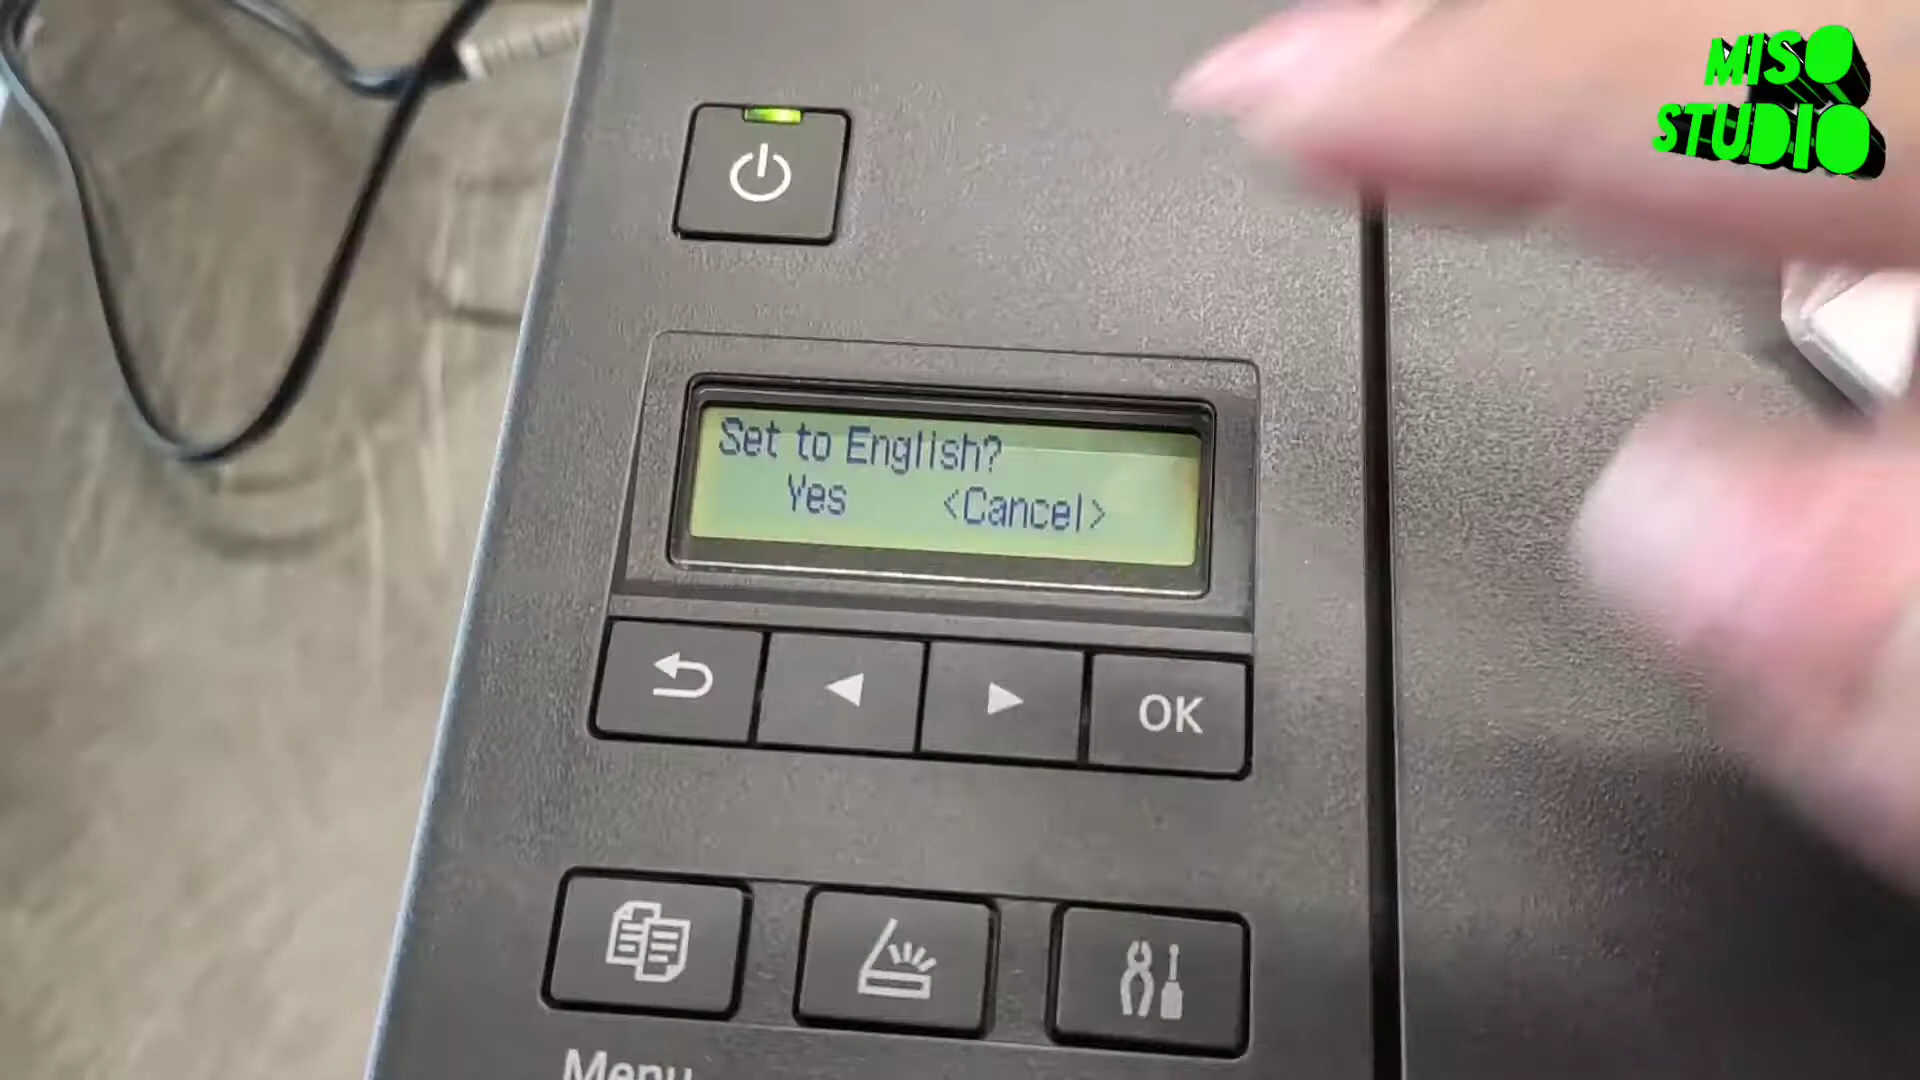 MISO
STUDIO
Set to English?
Yes <Cancel>
OK
Menu